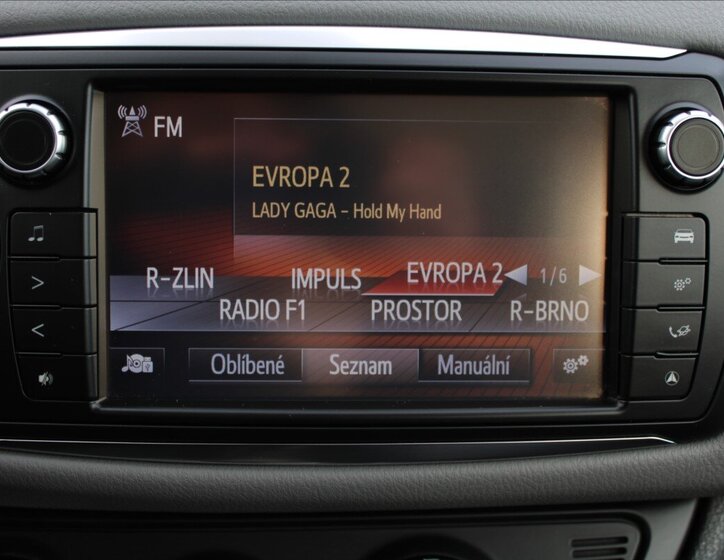 FM
EVROPA 2
LADY GAGA – Hold My Hand
R-ZLIN IMPULS EVROPA 2 1/6
RADIO F1 PROSTOR R-BRNO
Oblíbené Seznam Manuální